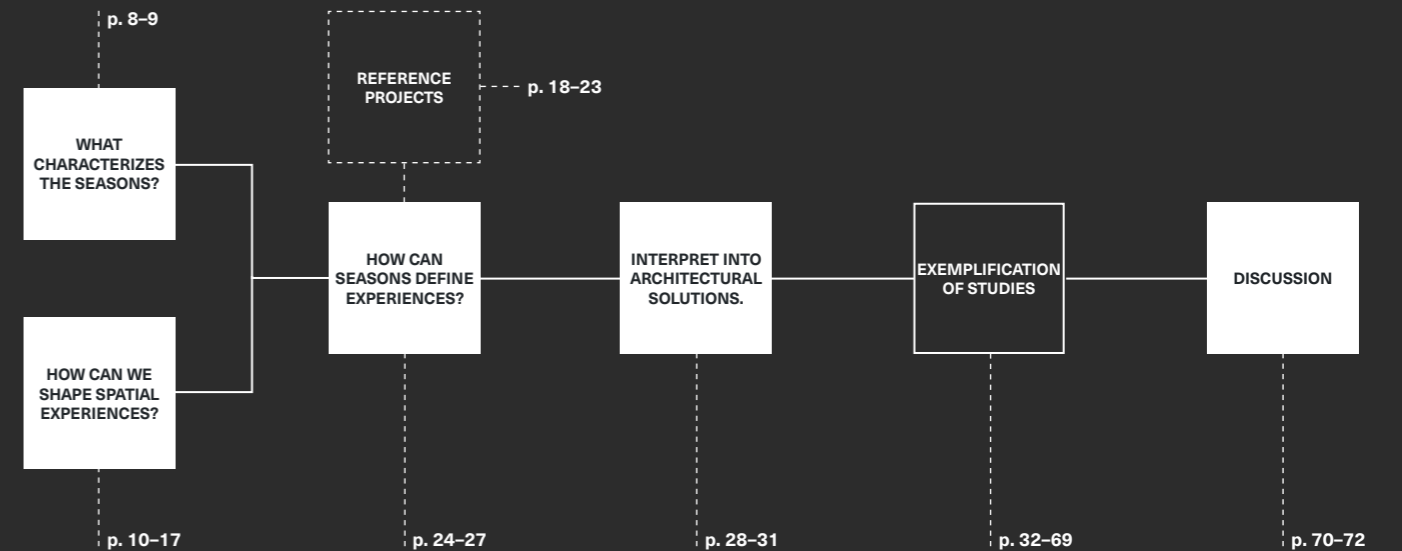 p. 8–9
REFERENCE
PROJECTS
p. 18–23
WHAT
CHARACTERIZES
THE SEASONS?
HOW CAN
SEASONS DEFINE
EXPERIENCES?
INTERPRET INTO
ARCHITECTURAL
SOLUTIONS.
EXEMPLIFICATION
OF STUDIES
DISCUSSION
HOW CAN WE
SHAPE SPATIAL
EXPERIENCES?
p. 10–17
p. 24–27
p. 28–31
p. 32–69
p. 70–72